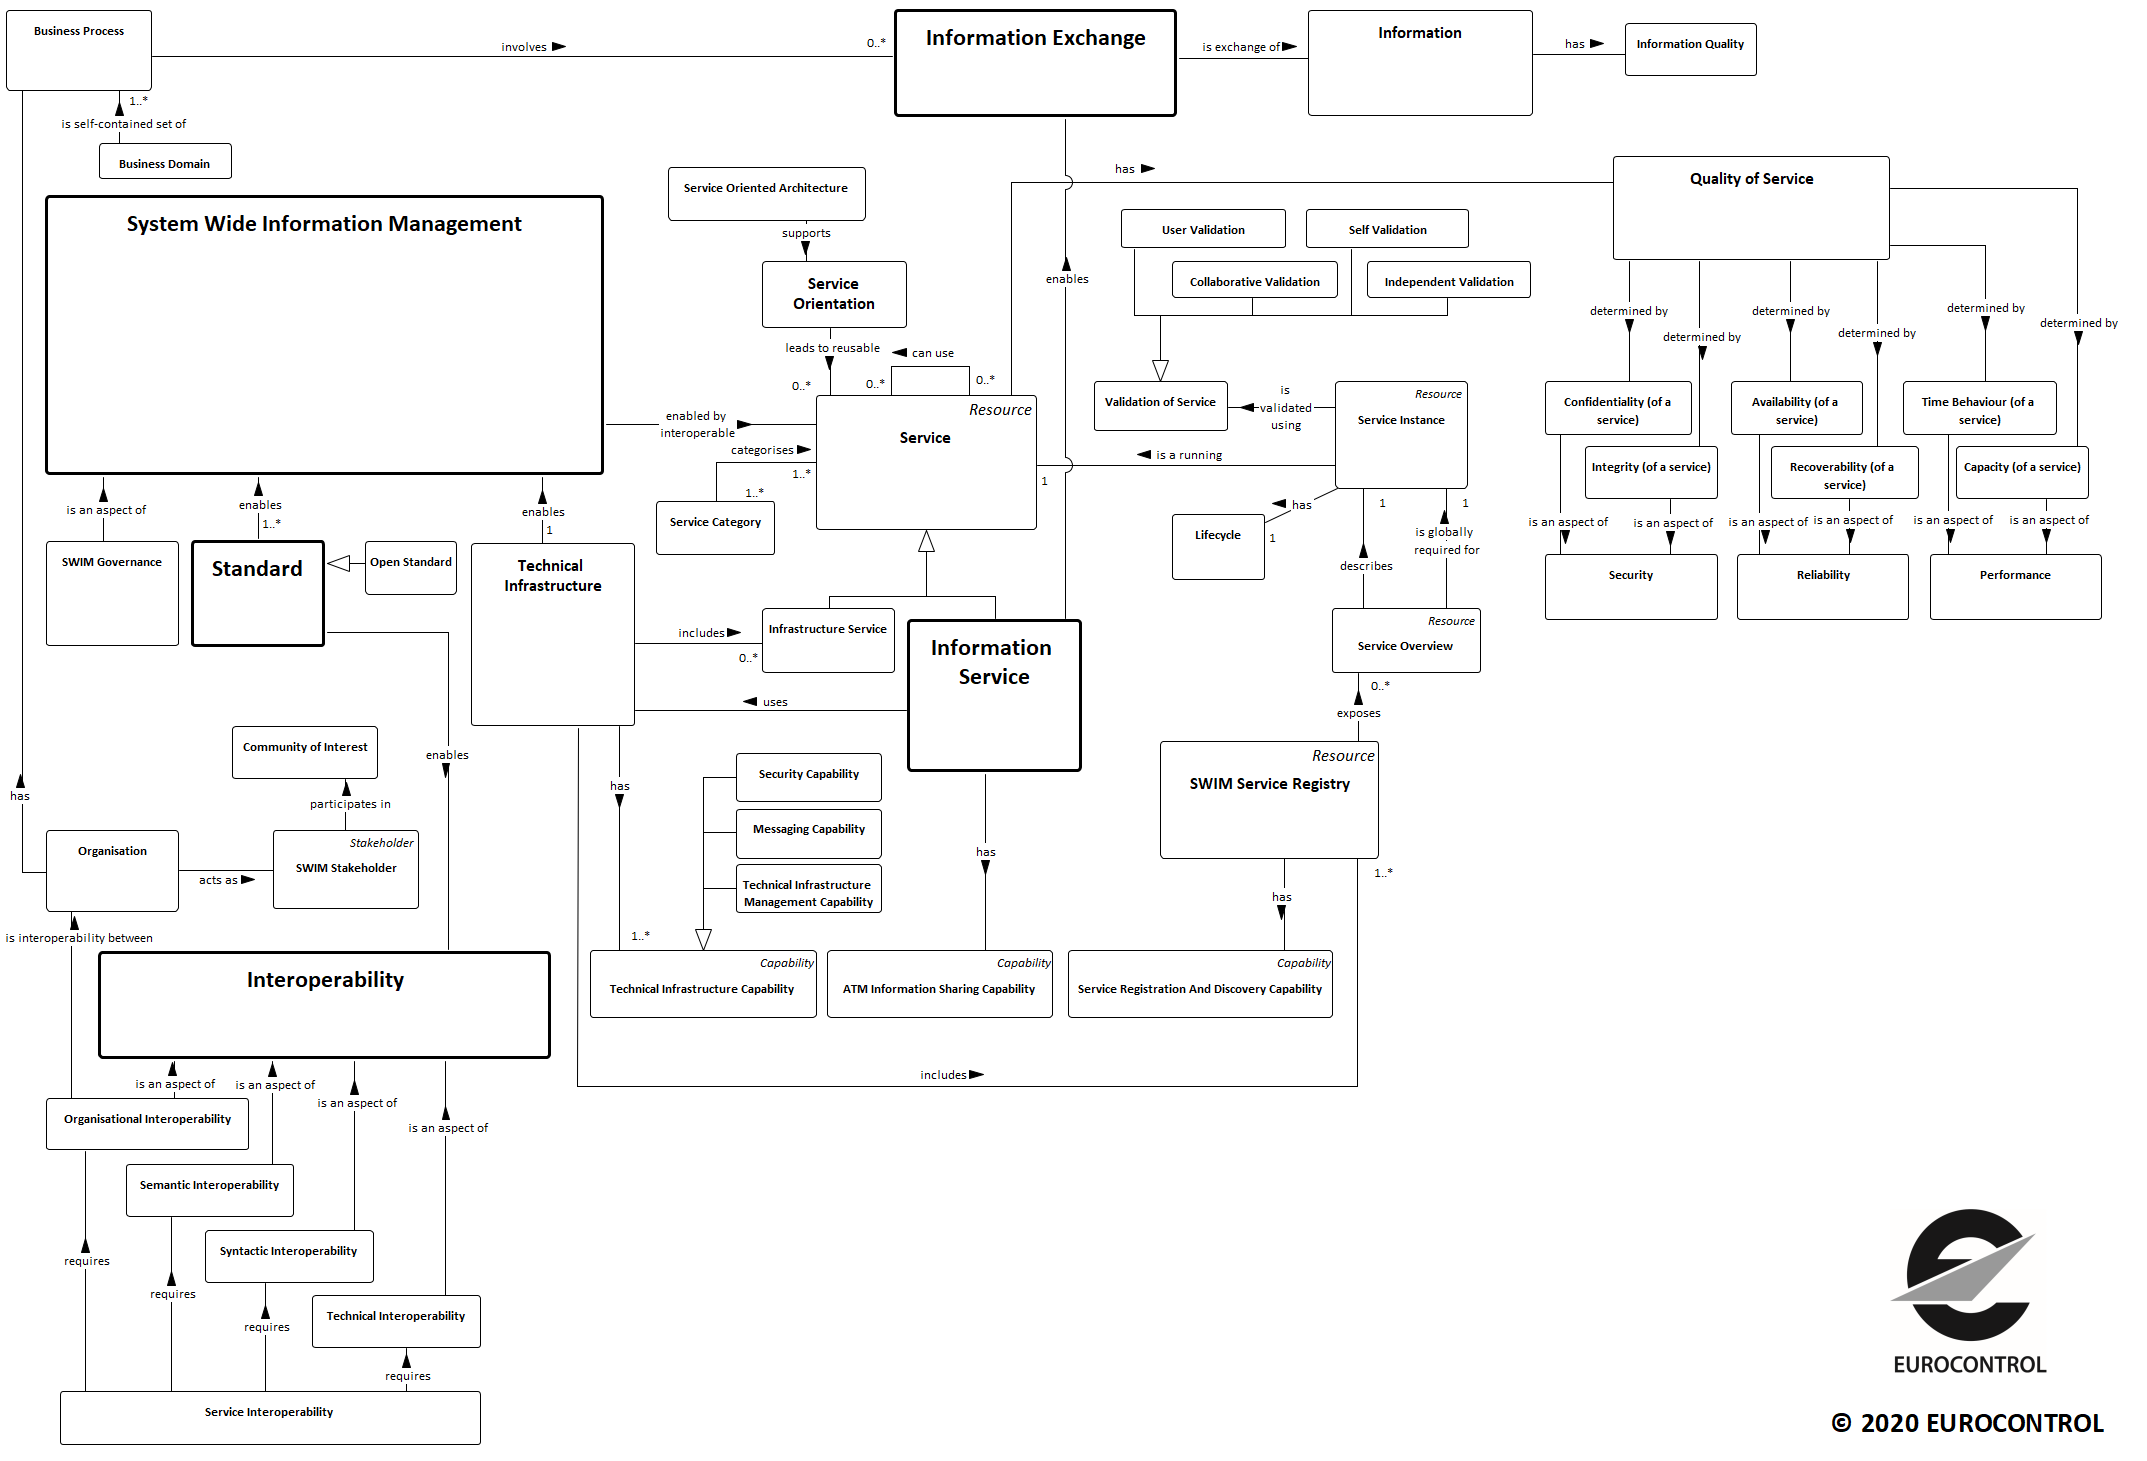 Business Process
involves
0..*
Information Exchange
is exchange of
Information
has
Information Quality
1..*
is self-contained set of
Business Domain
System Wide Information Management
Service Oriented Architecture
supports
Service
Orientation
leads to reusable
0..*
can use
0..*
0..*
has
Quality of Service
User Validation
Self Validation
Collaborative Validation
Independent Validation
enables
determined by
determined by
determined by
determined by
determined by
determined by
enabled by
interoperable
categorises
1..*
1..*
Service Category
Resource
Service
1
is a running
Validation of Service
is
validated
using
Resource
Service Instance
has
1
Lifecycle
1
1
describes
is globally
required for
Confidentiality (of a
service)
Availability (of a
service)
Time Behaviour (of a
service)
Integrity (of a service)
Recoverability (of a
service)
Capacity (of a service)
is an aspect of
is an aspect of
is an aspect of
is an aspect of
is an aspect of
is an aspect of
Security
Reliability
Performance
is an aspect of
enables
1..*
enables
1
SWIM Governance
Standard
Open Standard
Technical
Infrastructure
includes
0..*
Infrastructure Service
Information
Service
uses
Resource
Service Overview
0..*
exposes
Resource
SWIM Service Registry
1..*
has
enables
Community of Interest
participates in
has
Organisation
acts as
Stakeholder
SWIM Stakeholder
has
1..*
Security Capability
Messaging Capability
Technical Infrastructure
Management Capability
has
Capability
Technical Infrastructure Capability
Capability
ATM Information Sharing Capability
Capability
Service Registration And Discovery Capability
includes
is interoperability between
Interoperability
is an aspect of
is an aspect of
is an aspect of
is an aspect of
Organisational Interoperability
Semantic Interoperability
Syntactic Interoperability
Technical Interoperability
requires
requires
requires
requires
Service Interoperability
EUROCONTROL
© 2020 EUROCONTROL